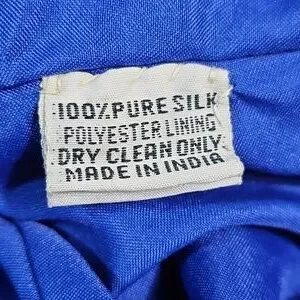 100% PURE SILK
POLYESTER LINING
DRY CLEAN ONLY
MADE IN INDIA